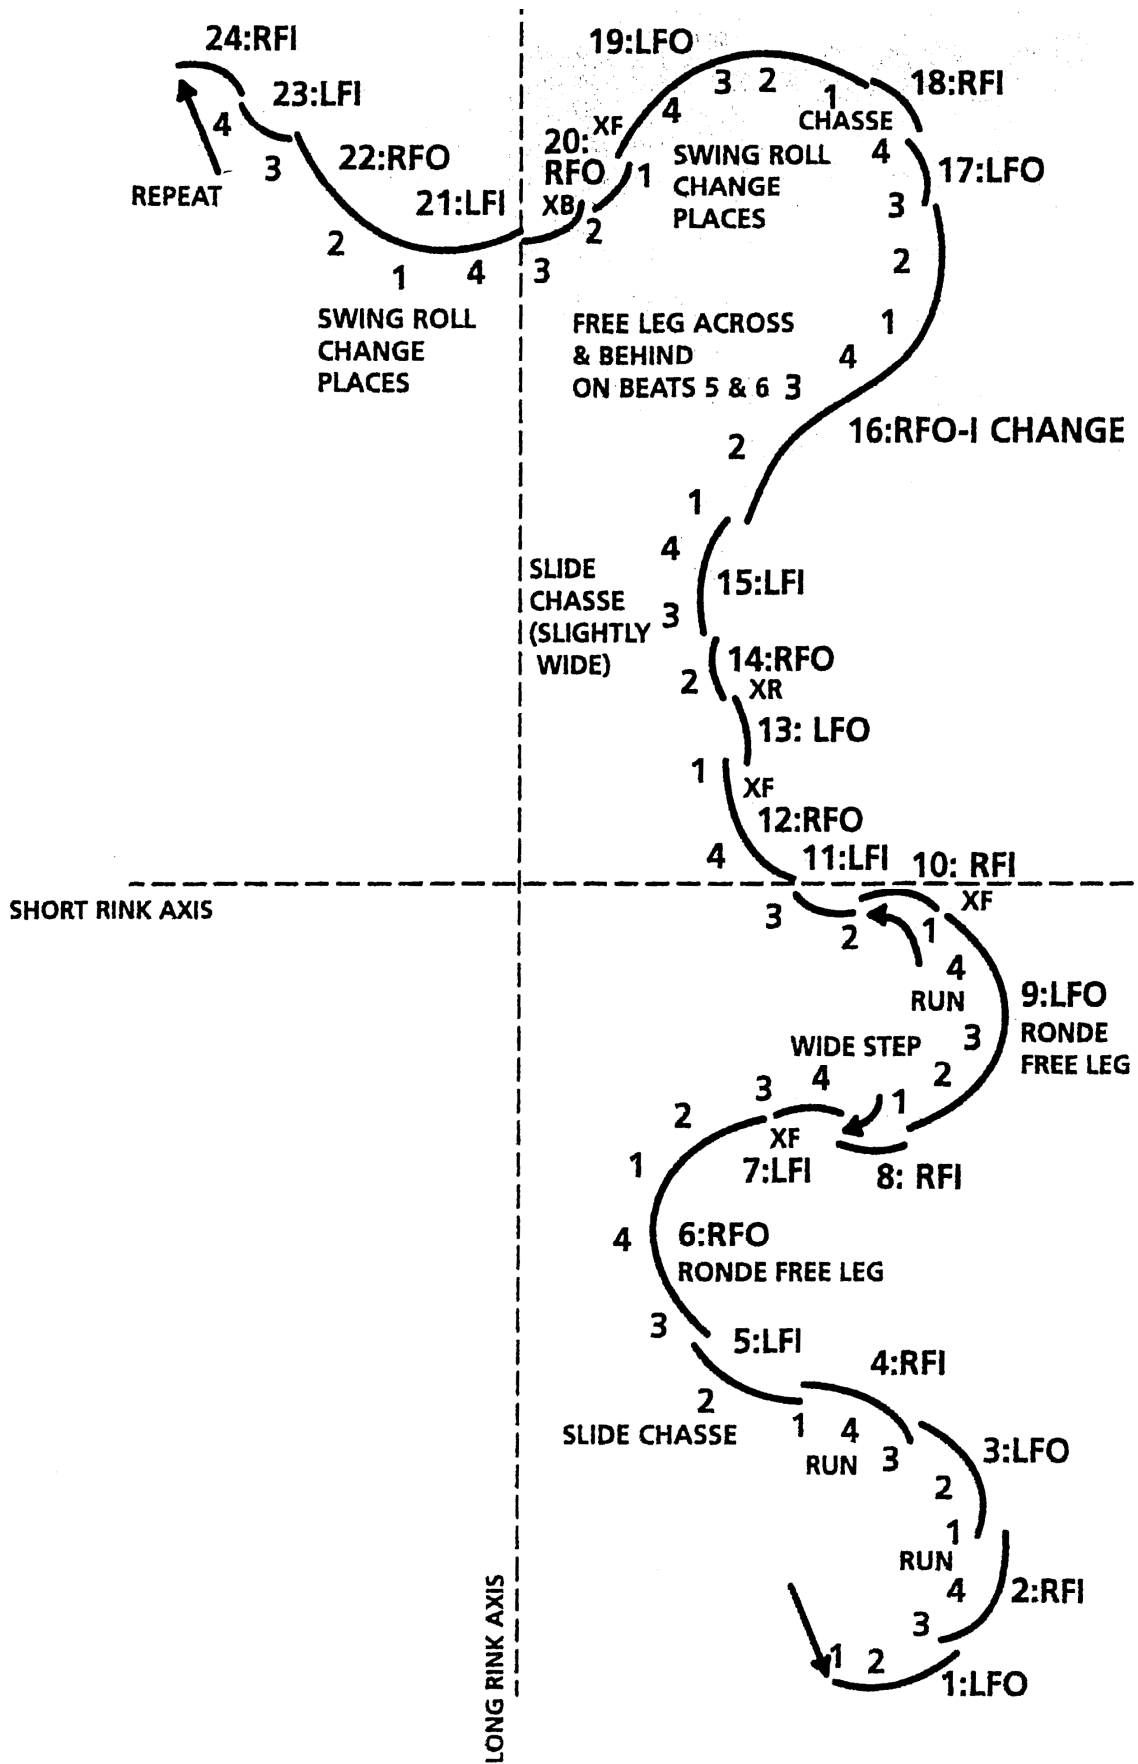 24:RFI
19:LFO
23:LFI
3 2
18:RFI
4
4
XF
1
CHASSE
20:
RFO
22:RFO
3
1
SWING ROLL
CHANGE
PLACES
4
17:LFO
REPEAT
21:LFI
XB
2
3
2
1
4
3
2
SWING ROLL
CHANGE
PLACES
FREE LEG ACROSS
& BEHIND
ON BEATS 5 & 6
1
4
3
16:RFO-I CHANGE
2
1
4
SLIDE
CHASSE
(SLIGHTLY
WIDE)
15:LFI
3
14:RFO
2
XR
13: LFO
1
XF
12:RFO
4
11:LFI
10: RFI
SHORT RINK AXIS
XF
3
2
1
4
RUN
9:LFO
RONDE
FREE LEG
3
WIDE STEP
2
4
3
1
2
XF
7:LFI
8: RFI
1
4
6:RFO
RONDE FREE LEG
3
5:LFI
4:RFI
2
1
4
SLIDE CHASSE
RUN
3
3:LFO
2
1
RUN
4
2:RFI
3
1
2
1:LFO
LONG RINK AXIS